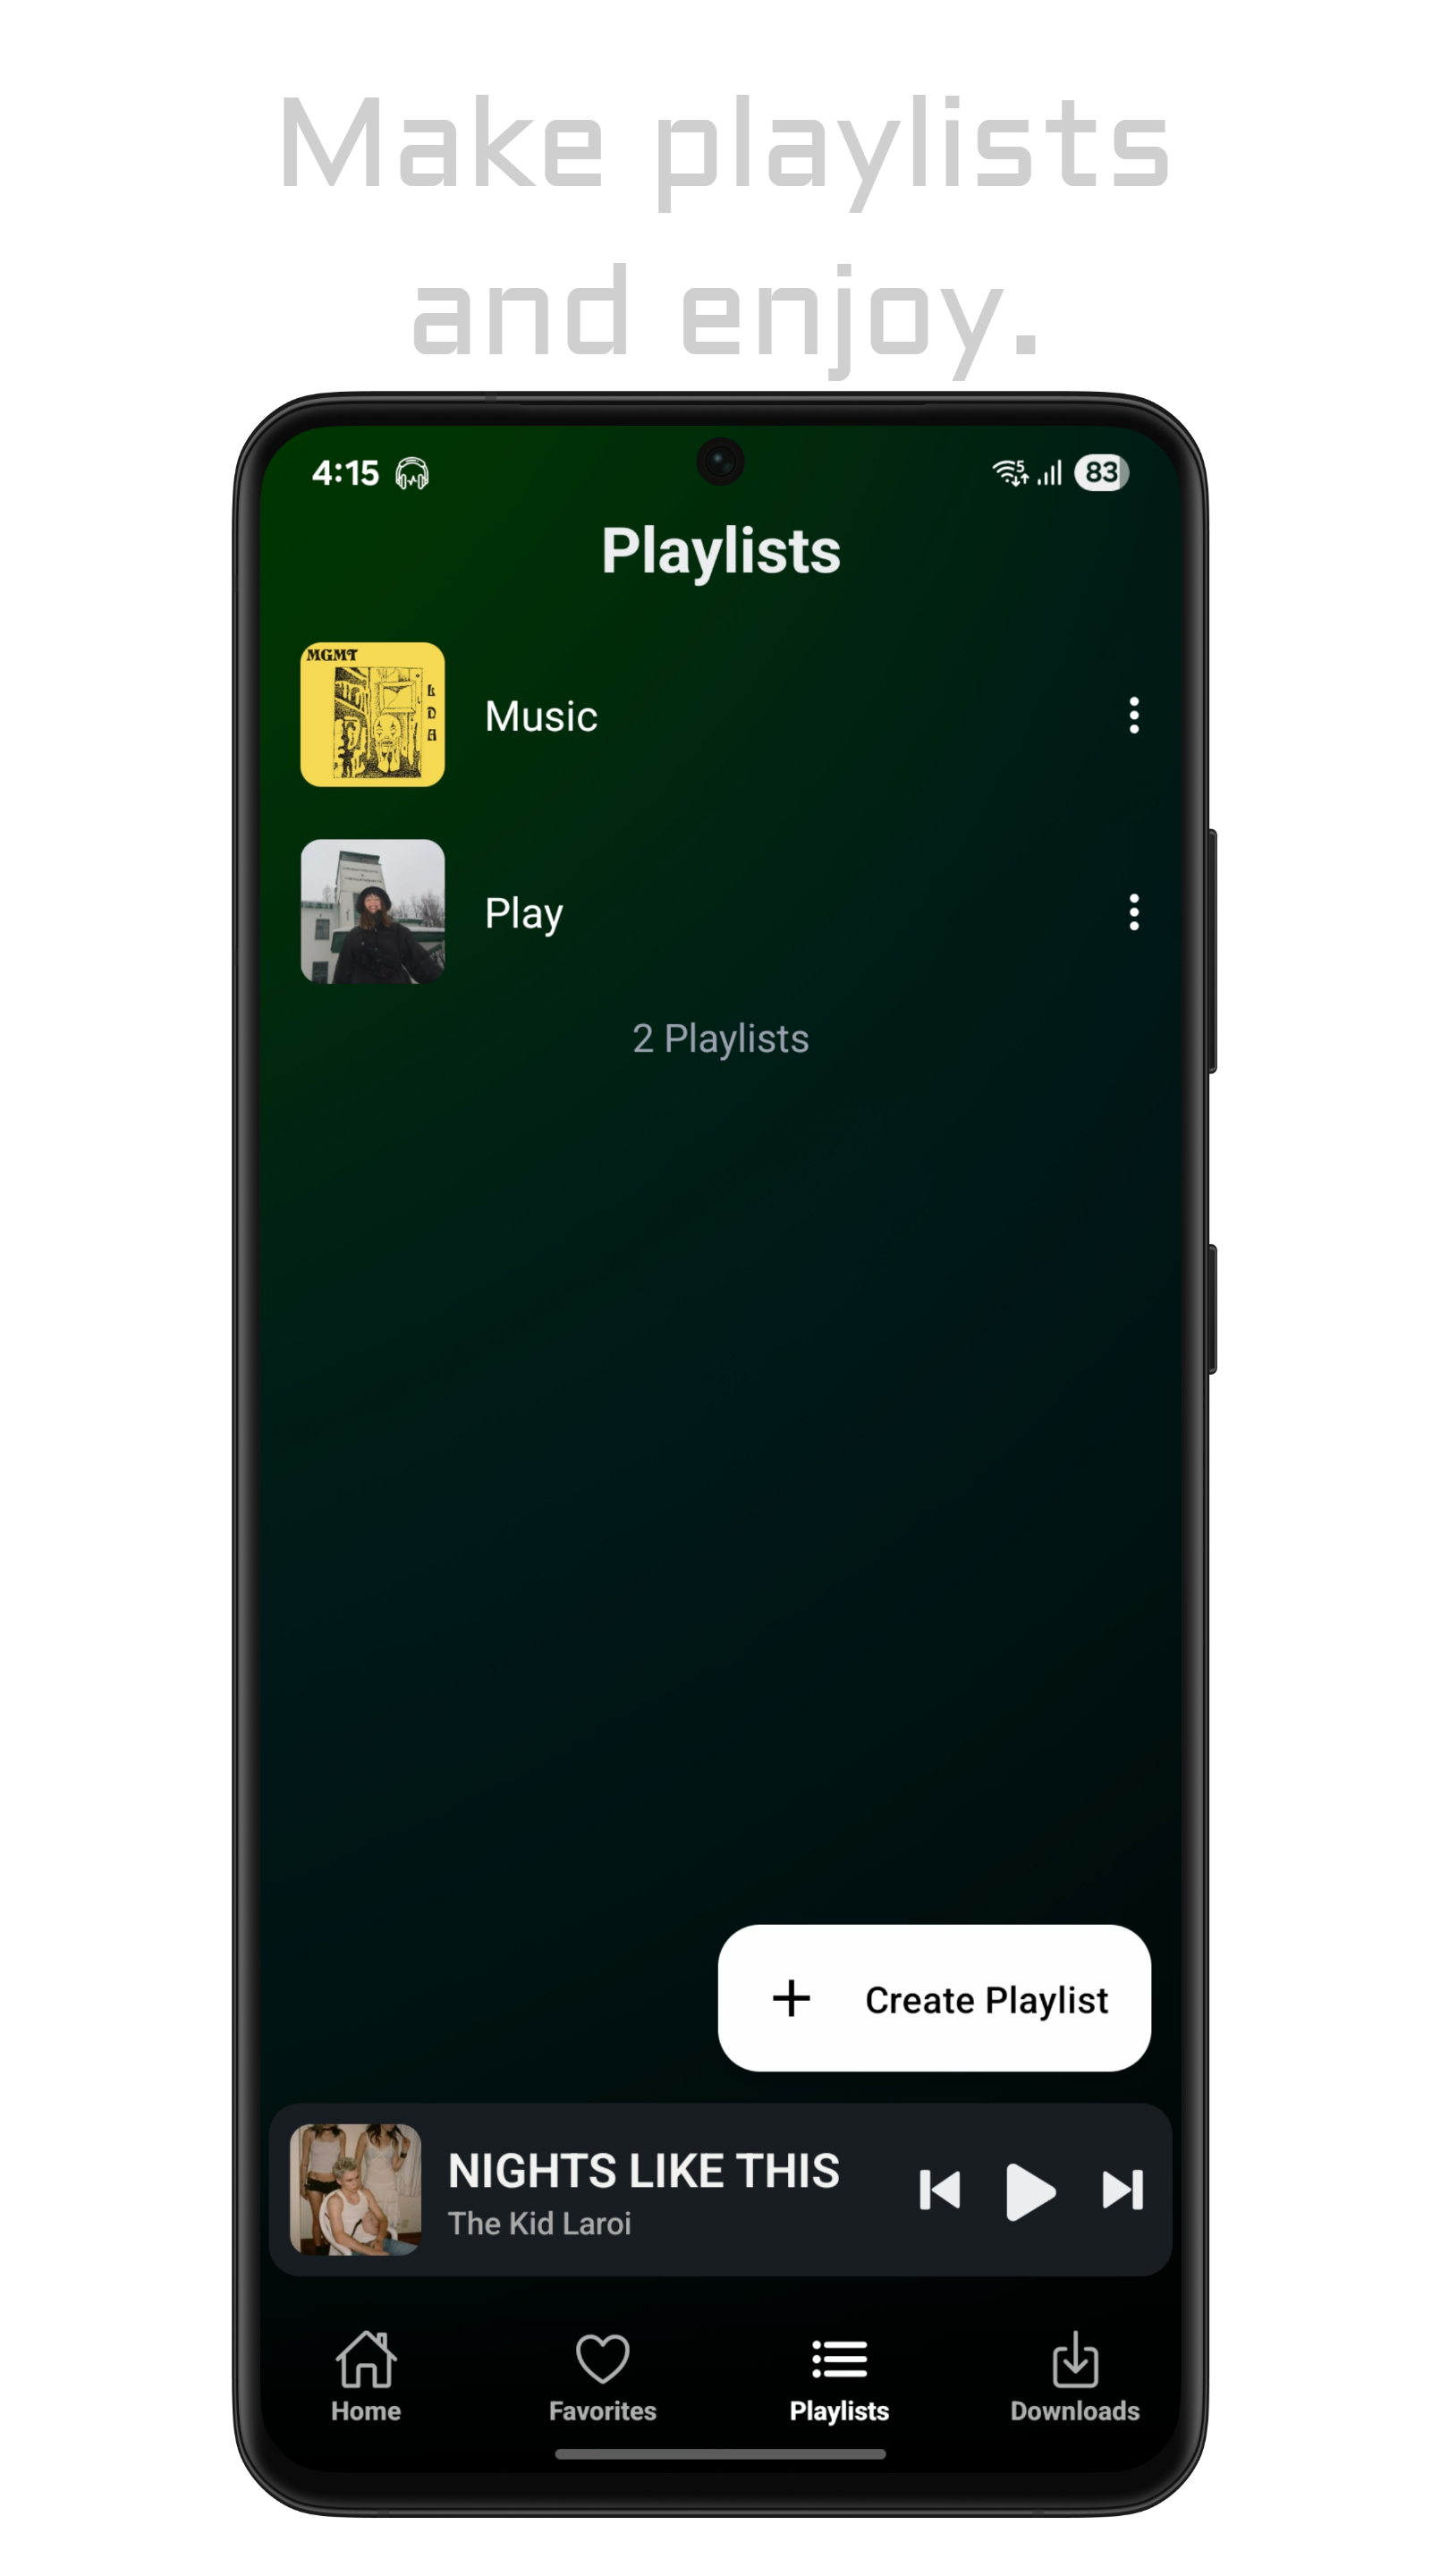 Make playlists
and enjoy.
4:15
5
83
Playlists
MGMT
L
D
A
Music
Play
2 Playlists
Create Playlist
NIGHTS LIKE THIS
The Kid Laroi
Home
Favorites
Playlists
Downloads